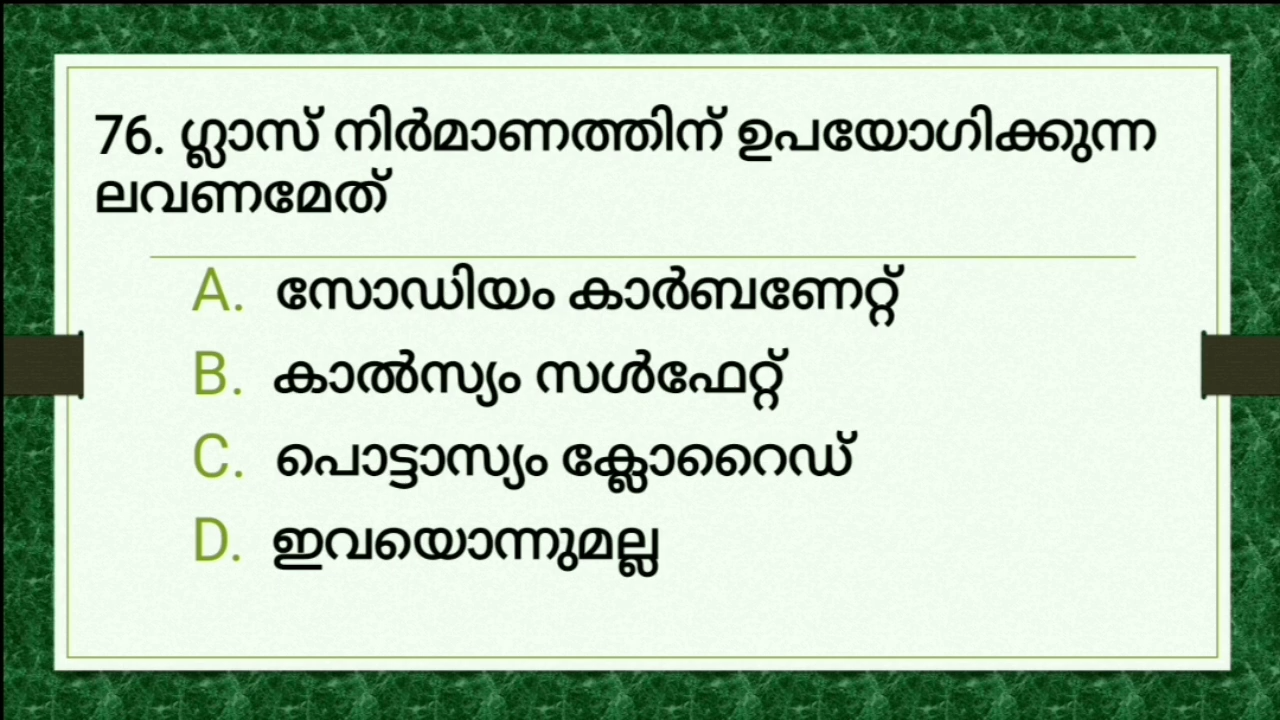 76. ഗ്ലാസ് നിർമാണത്തിന് ഉപയോഗിക്കുന്ന
ലവണമേത്
A. സോഡിയം കാർബണേറ്റ്
B. കാൽസ്യം സൾഫേറ്റ്
C. പൊട്ടാസ്യം ക്ലോറൈഡ്
D. ഇവയൊന്നുമല്ല